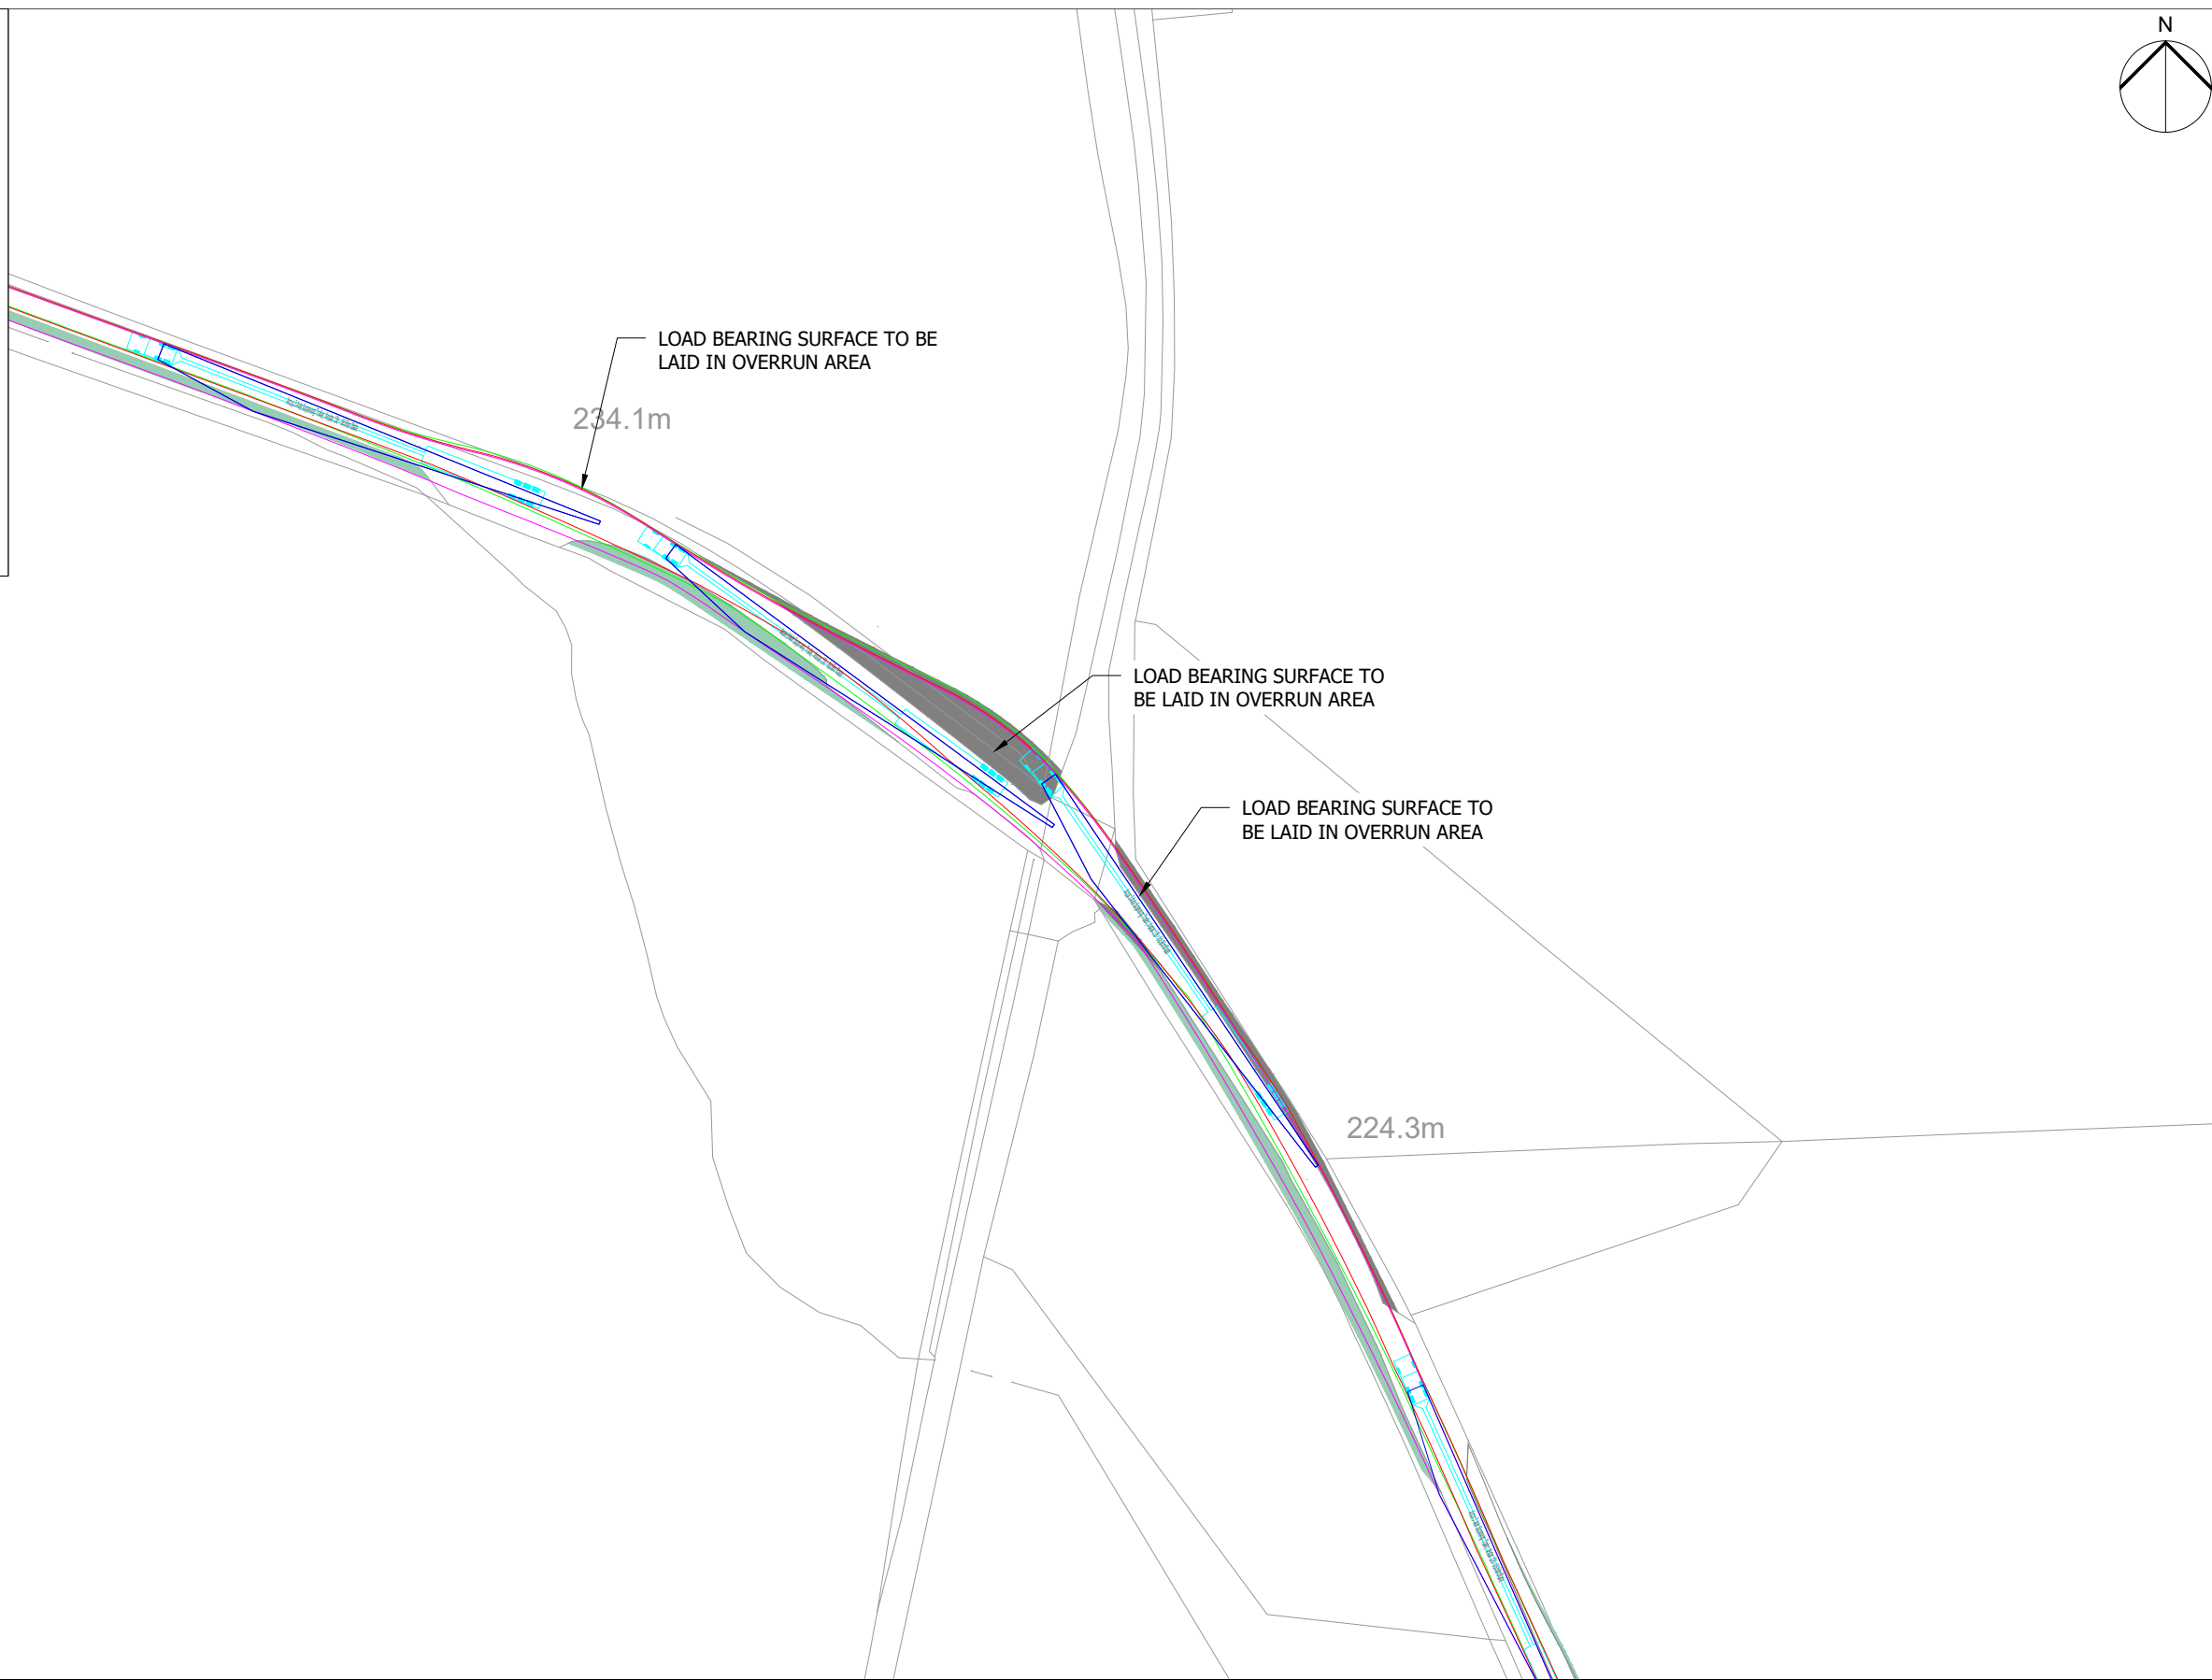 N
LOAD BEARING SURFACE TO BE
LAID IN OVERRUN AREA
234.1m
LOAD BEARING SURFACE TO
BE LAID IN OVERRUN AREA
LOAD BEARING SURFACE TO
BE LAID IN OVERRUN AREA
224.3m